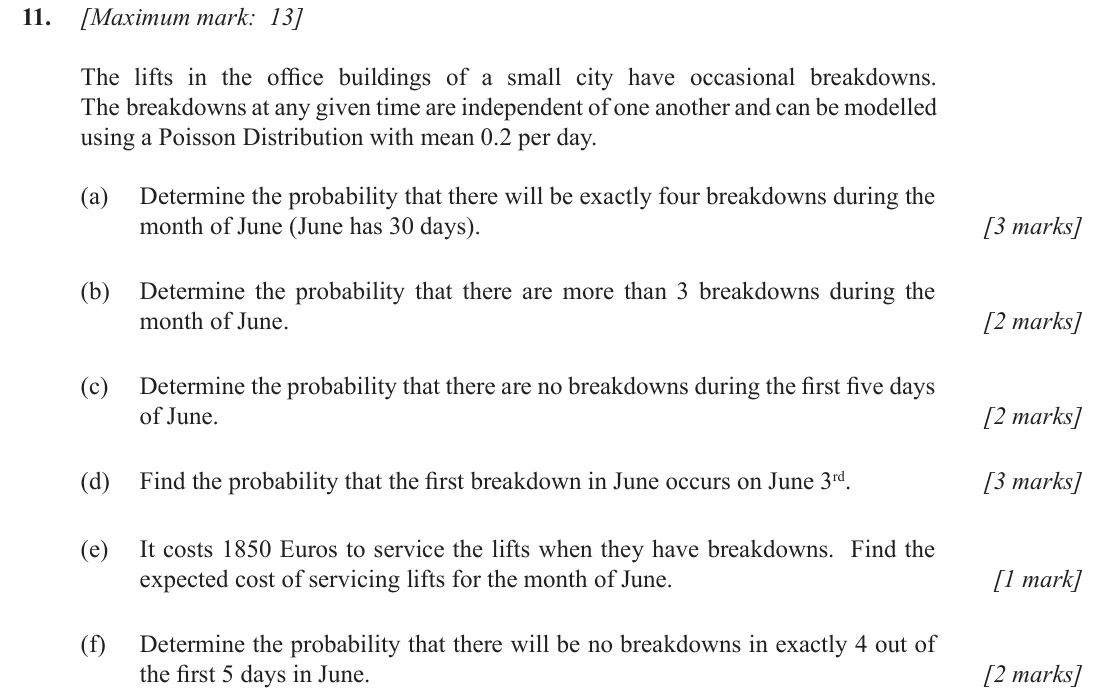 11. [Maximum mark: 13]
The lifts in the office buildings of a small city have occasional breakdowns.
The breakdowns at any given time are independent of one another and can be modelled
using a Poisson Distribution with mean 0.2 per day.
(a) Determine the probability that there will be exactly four breakdowns during the
month of June (June has 30 days). [3 marks]
(b) Determine the probability that there are more than 3 breakdowns during the
month of June. [2 marks]
(c) Determine the probability that there are no breakdowns during the first five days
of June. [2 marks]
(d) Find the probability that the first breakdown in June occurs on June 3rd. [3 marks]
(e) It costs 1850 Euros to service the lifts when they have breakdowns. Find the
expected cost of servicing lifts for the month of June. [1 mark]
(f) Determine the probability that there will be no breakdowns in exactly 4 out of
the first 5 days in June. [2 marks]